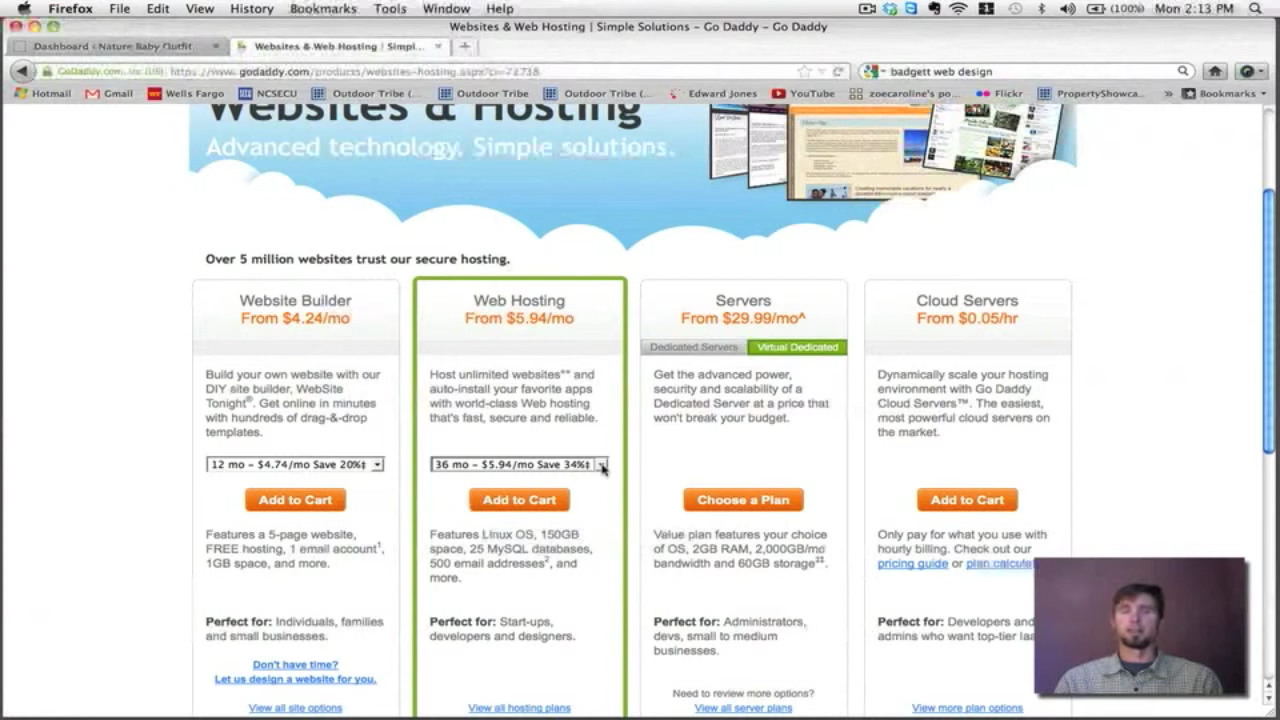 Firefox File Edit View History Bookmarks Tools Window Help (100%) Mon 2:13 PM
Websites & Web Hosting | Simple Solutions - Go Daddy - Go Daddy
Dashboard ‹ Nature Baby Outfit Websites & Web Hosting | Simpl...
GoDaddy.com, Inc. (US) https://www.godaddy.com/products/websites-hosting.aspx?ci=72738 badgett web design
Hotmail Gmail Wells Fargo NCSECU Outdoor Tribe (... Outdoor Tribe Outdoor Tribe (... Edward Jones YouTube zoecaroline's po... Flickr PropertyShowca... » Bookmarks
Websites & Hosting
Advanced technology. Simple solutions.
Over 5 million websites trust our secure hosting.
Website Builder
From $4.24/mo
Build your own website with our
DIY site builder, WebSite
Tonight®. Get online in minutes
with hundreds of drag-&-drop
templates.
12 mo - $4.74/mo Save 20%‡
Add to Cart
Features a 5-page website,
FREE hosting, 1 email account1,
1GB space, and more.
Perfect for: Individuals, families
and small businesses.
Don't have time?
Let us design a website for you.
View all site options
Web Hosting
From $5.94/mo
Host unlimited websites** and
auto-install your favorite apps
with world-class Web hosting
that's fast, secure and reliable.
36 mo - $5.94/mo Save 34%‡
Add to Cart
Features Linux OS, 150GB
space, 25 MySQL databases,
500 email addresses2, and
more.
Perfect for: Start-ups,
developers and designers.
View all hosting plans
Servers
From $29.99/mo^
Dedicated Servers Virtual Dedicated
Get the advanced power,
security and scalability of a
Dedicated Server at a price that
won't break your budget.
Choose a Plan
Value plan features your choice
of OS, 2GB RAM, 2,000GB/mo
bandwidth and 60GB storage‡‡.
Perfect for: Administrators,
devs, small to medium
businesses.
Need to review more options?
View all server plans
Cloud Servers
From $0.05/hr
Dynamically scale your hosting
environment with Go Daddy
Cloud Servers™. The easiest,
most powerful cloud servers on
the market.
Add to Cart
Only pay for what you use with
hourly billing. Check out our
pricing guide or plan calcula
Perfect for: Developers and
admins who want top-tier Iaa
View more plan options